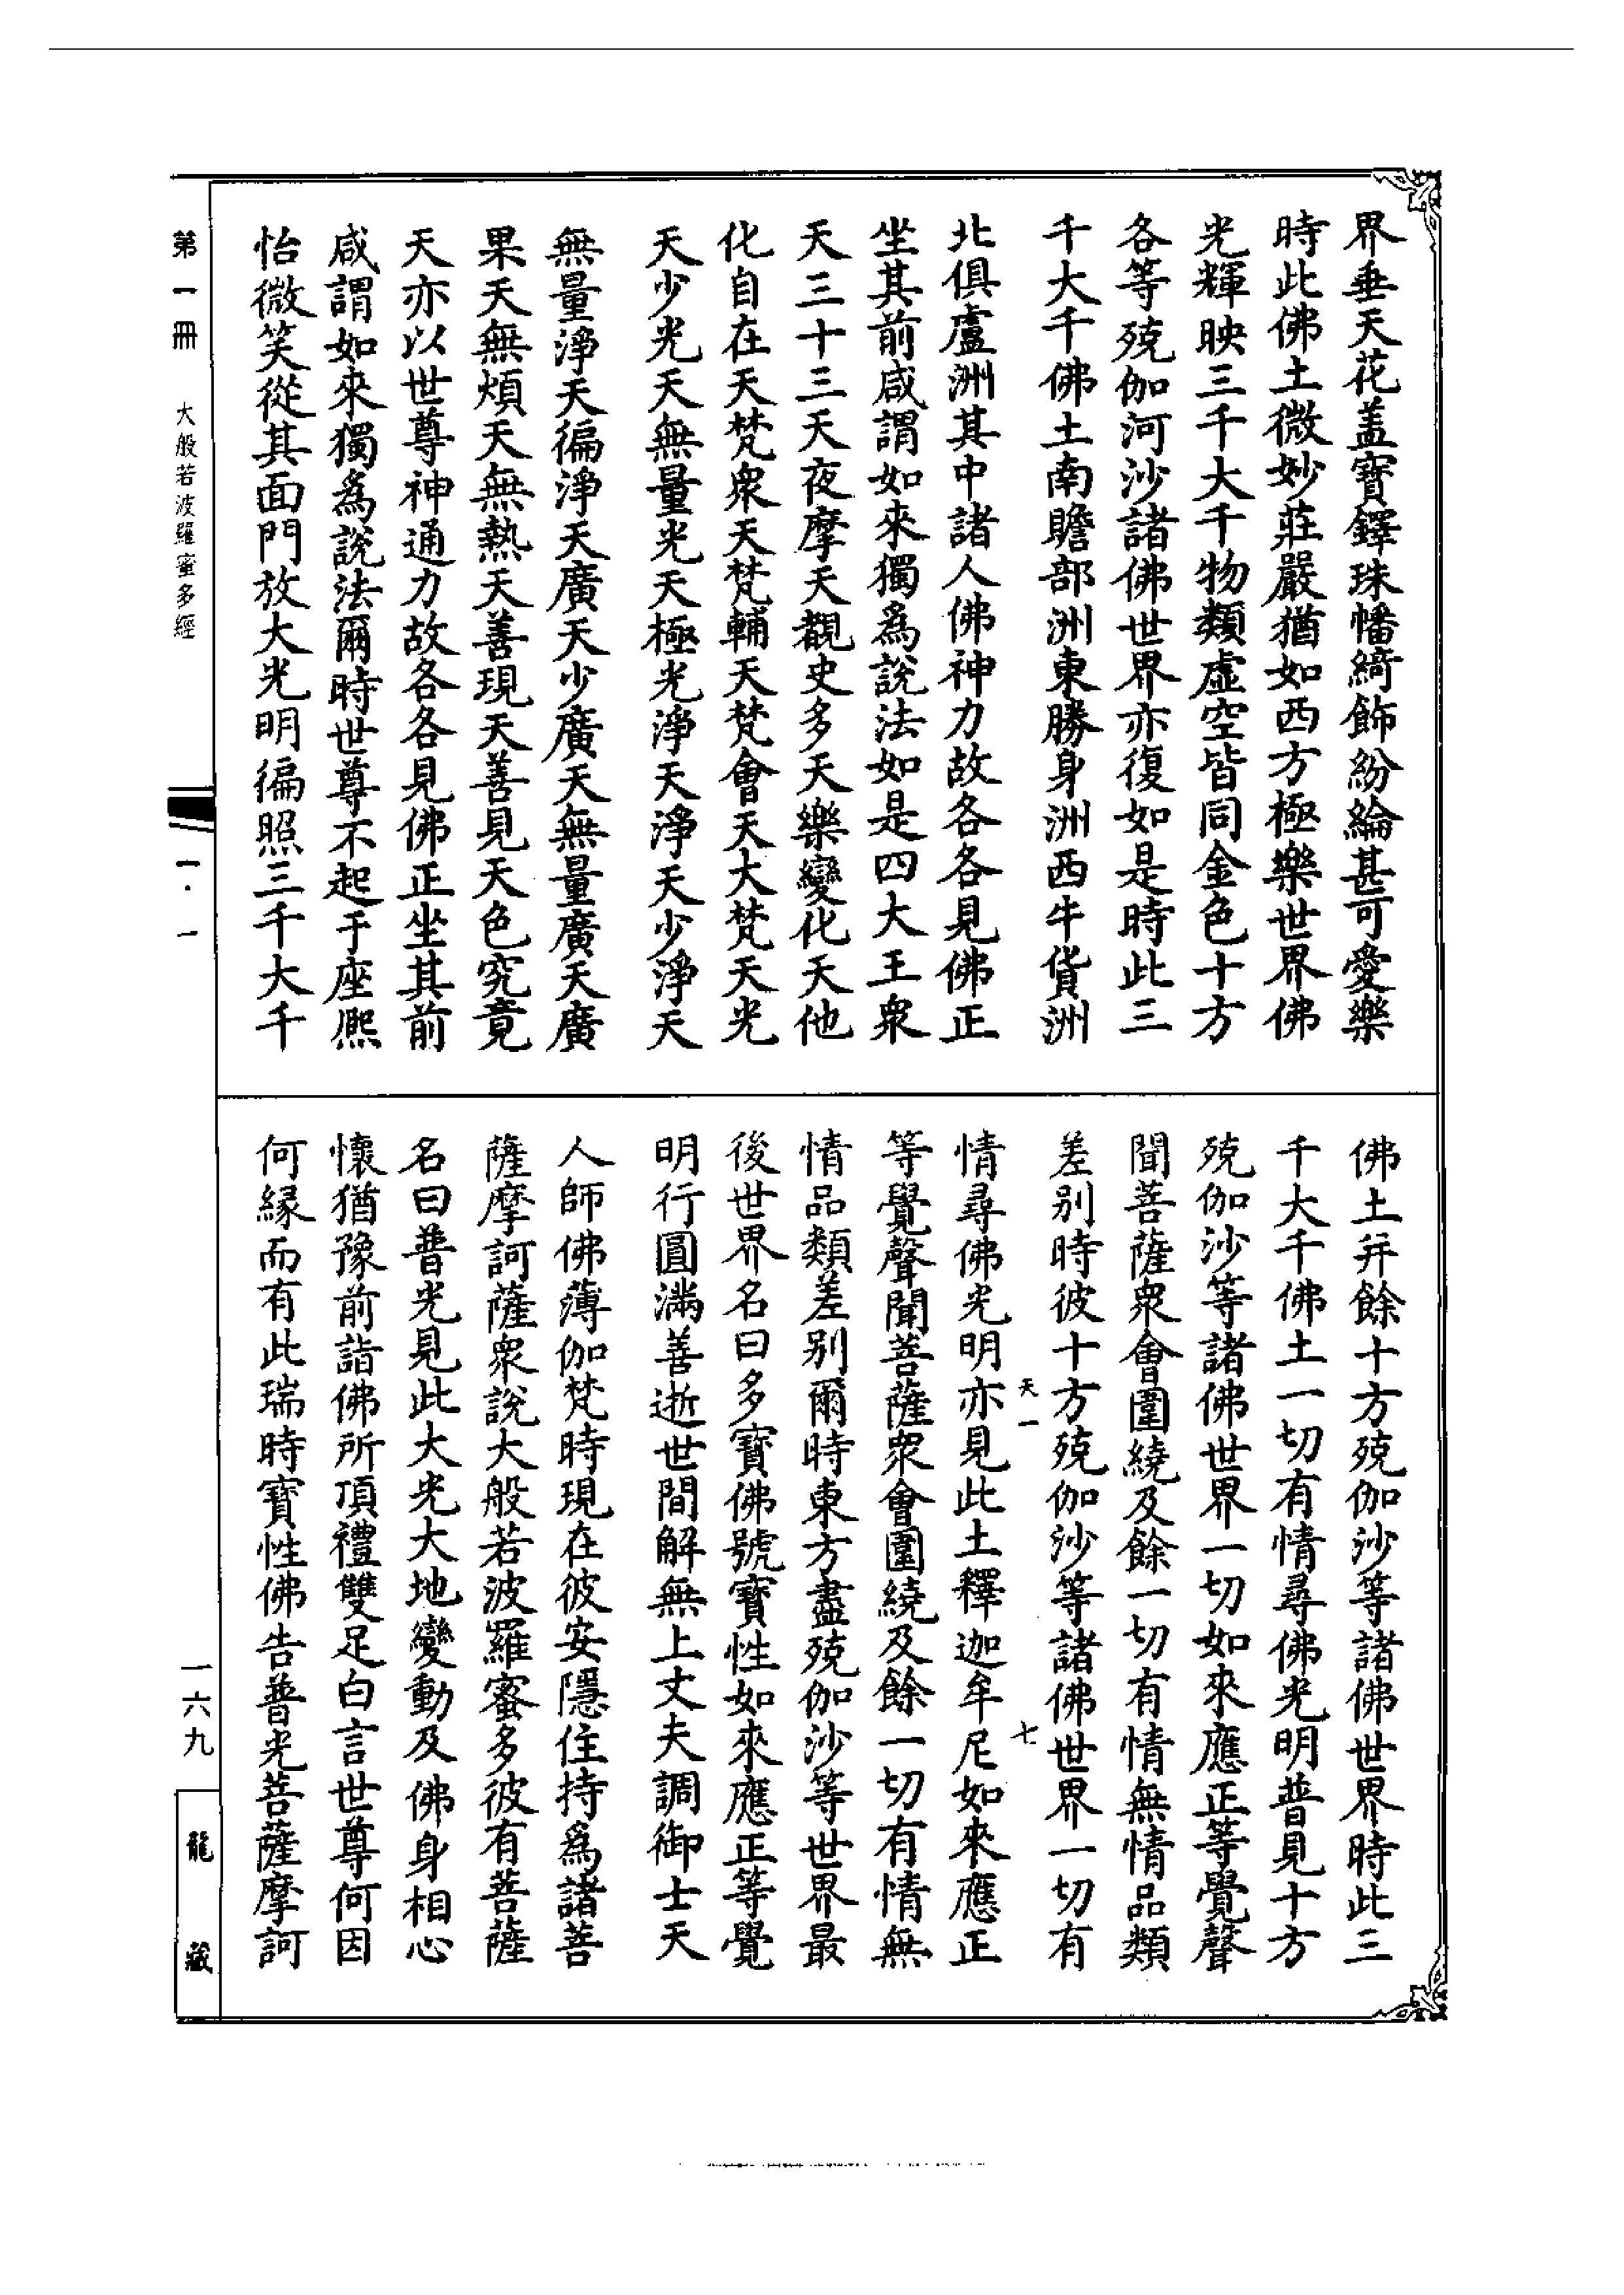 界垂天花盖寶鐸珠幡綺飾紛綸甚可愛樂
時此佛土微妙莊嚴猶如西方極樂世界佛
光輝映三千大千物類虛空皆同金色十方
各等殑伽河沙諸佛世界亦復如是時此三
千大千佛土南贍部洲東勝身洲西牛貨洲
北俱盧洲其中諸人佛神力故各各見佛正
坐其前咸謂如來獨為說法如是四大王衆
天三十三天夜摩天覩史多天樂變化天他
化自在天梵衆天梵輔天梵會天大梵天光
天少光天無量光天極光淨天淨天少淨天
無量淨天徧淨天廣天少廣天無量廣天廣
果天無煩天無熱天善現天善見天色究竟
天亦以世尊神通力故各各見佛正坐其前
咸謂如來獨為說法爾時世尊不起于座熈
怡微笑從其面門放大光明徧照三千大千
佛土并餘十方殑伽沙等諸佛世界時此三
千大千佛土一切有情尋佛光明普見十方
殑伽沙等諸佛世界一切如來應正等覺聲
聞菩薩衆會圍繞及餘一切有情無情品類
差别時彼十方殑伽沙等諸佛世界一切有
天一 七
情尋佛光明亦見此土釋迦牟尼如來應正
等覺聲聞菩薩衆會圍繞及餘一切有情無
情品類差别爾時東方盡殑伽沙等世界最
後世界名曰多寶佛號寶性如來應正等覺
明行圓滿善逝世間解無上丈夫調御士天
人師佛薄伽梵時現在彼安隱住持為諸菩
薩摩訶薩衆說大般若波羅蜜多彼有菩薩
名曰普光見此大光大地變動及佛身相心
懷猶豫前詣佛所頂禮雙足白言世尊何因
何縁而有此瑞時寶性佛告普光菩薩摩訶
第一冊 大般若波羅蜜多經 一·一 一六九 龍藏